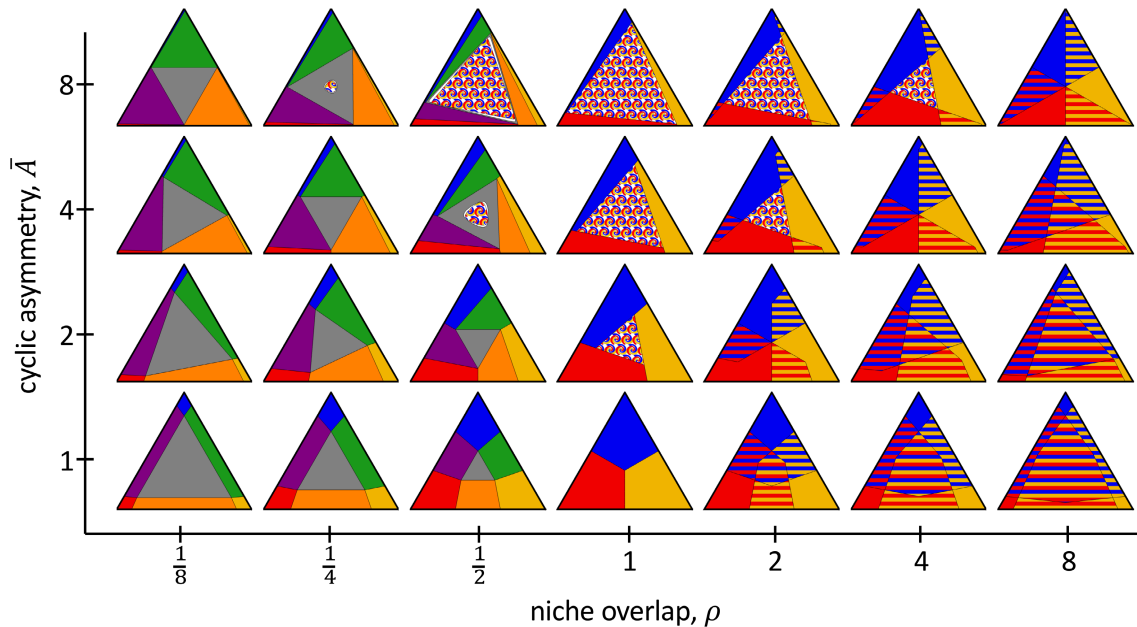 8
4
2
1
cyclic asymmetry, Ā
1/8 1/4 1/2 1 2 4 8
niche overlap, ρ